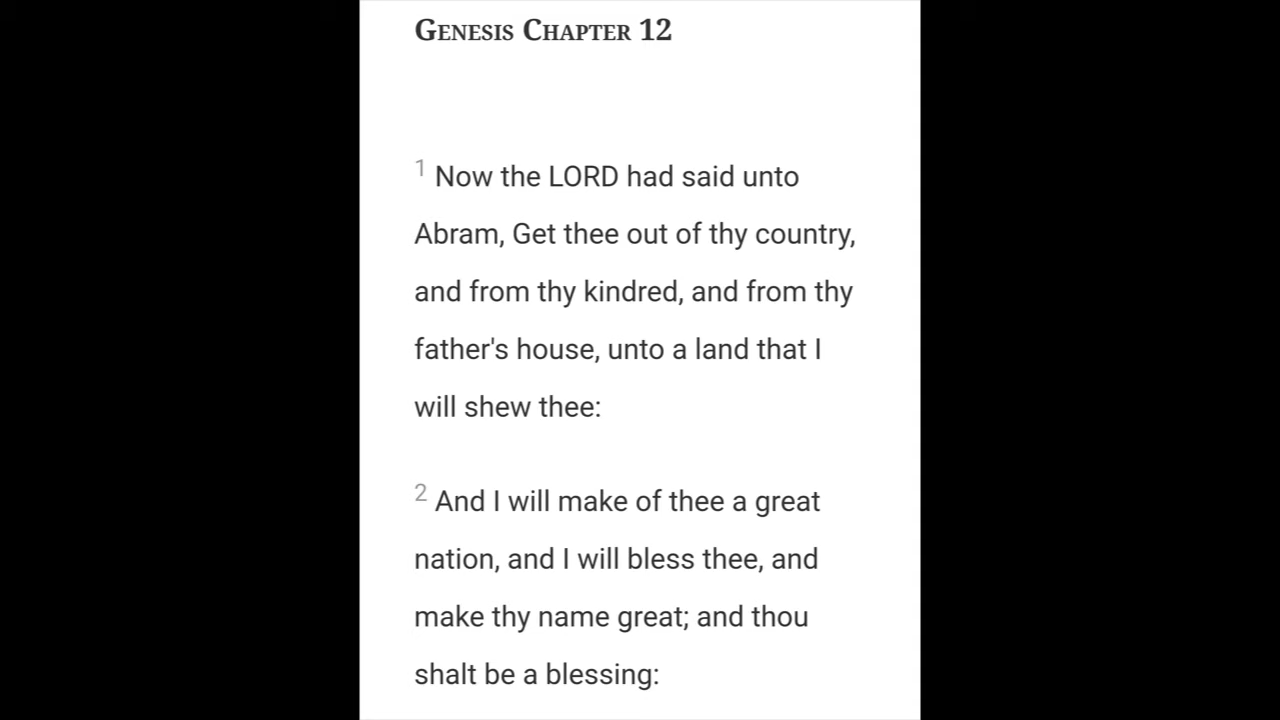 Genesis Chapter 12
1 Now the LORD had said unto
Abram, Get thee out of thy country,
and from thy kindred, and from thy
father's house, unto a land that I
will shew thee:
2 And I will make of thee a great
nation, and I will bless thee, and
make thy name great; and thou
shalt be a blessing: